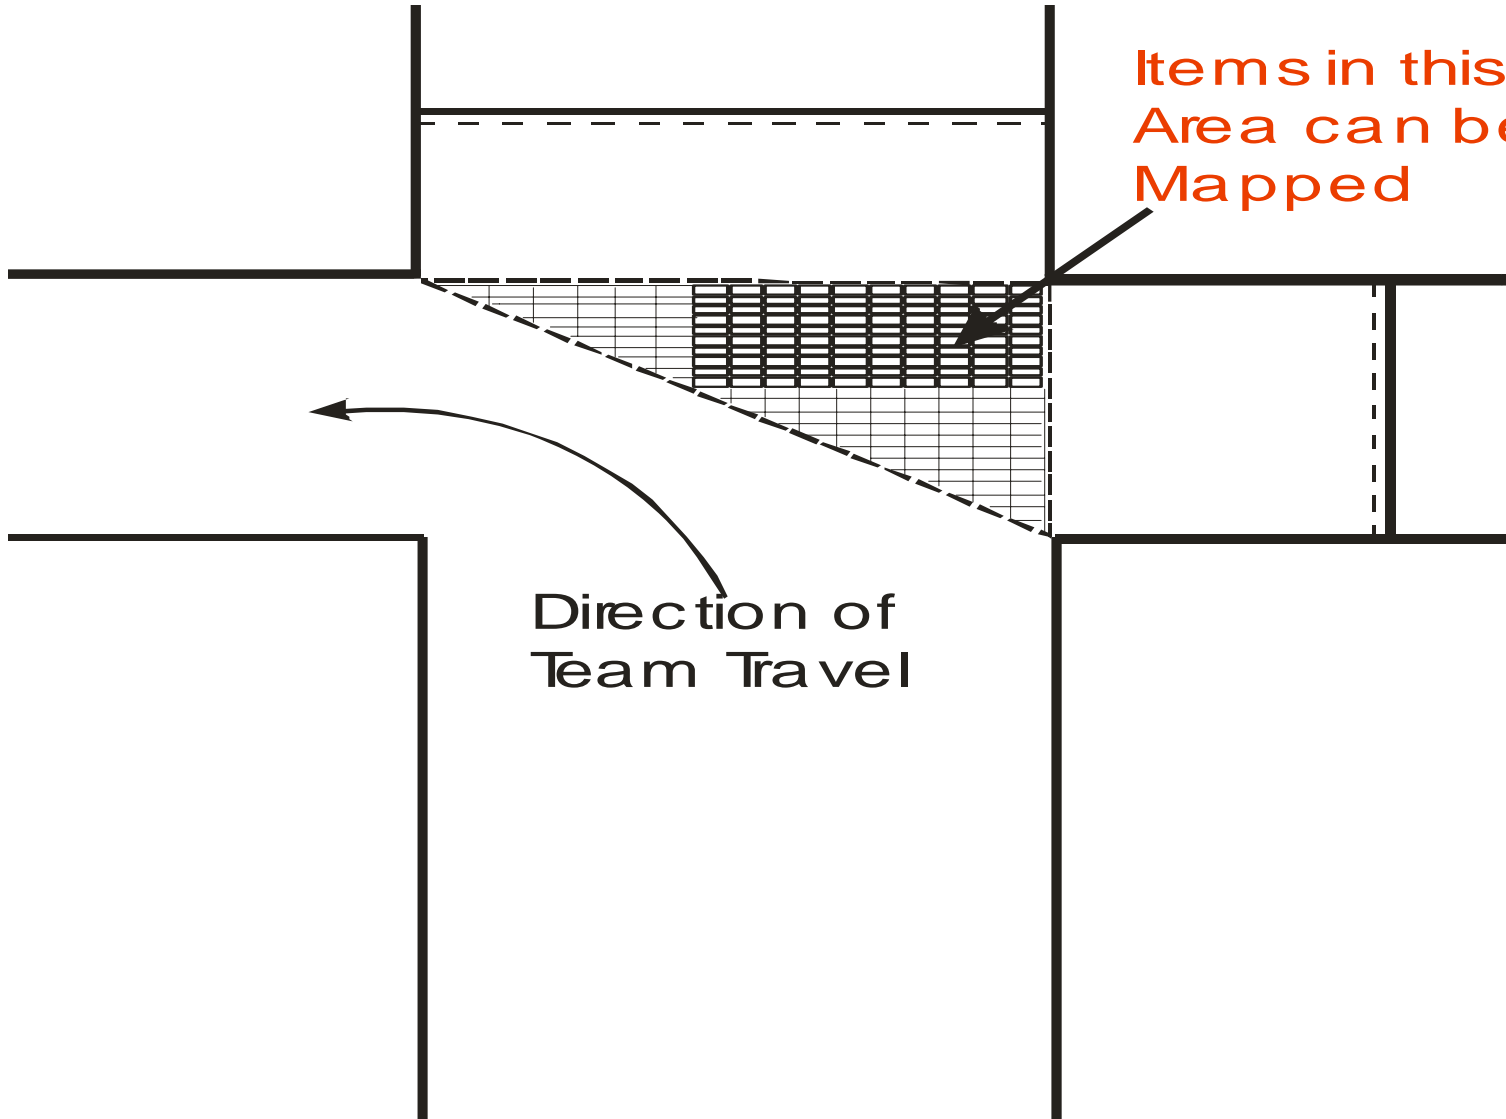 Items in this
Area can be
Mapped
Direction of
Team Travel